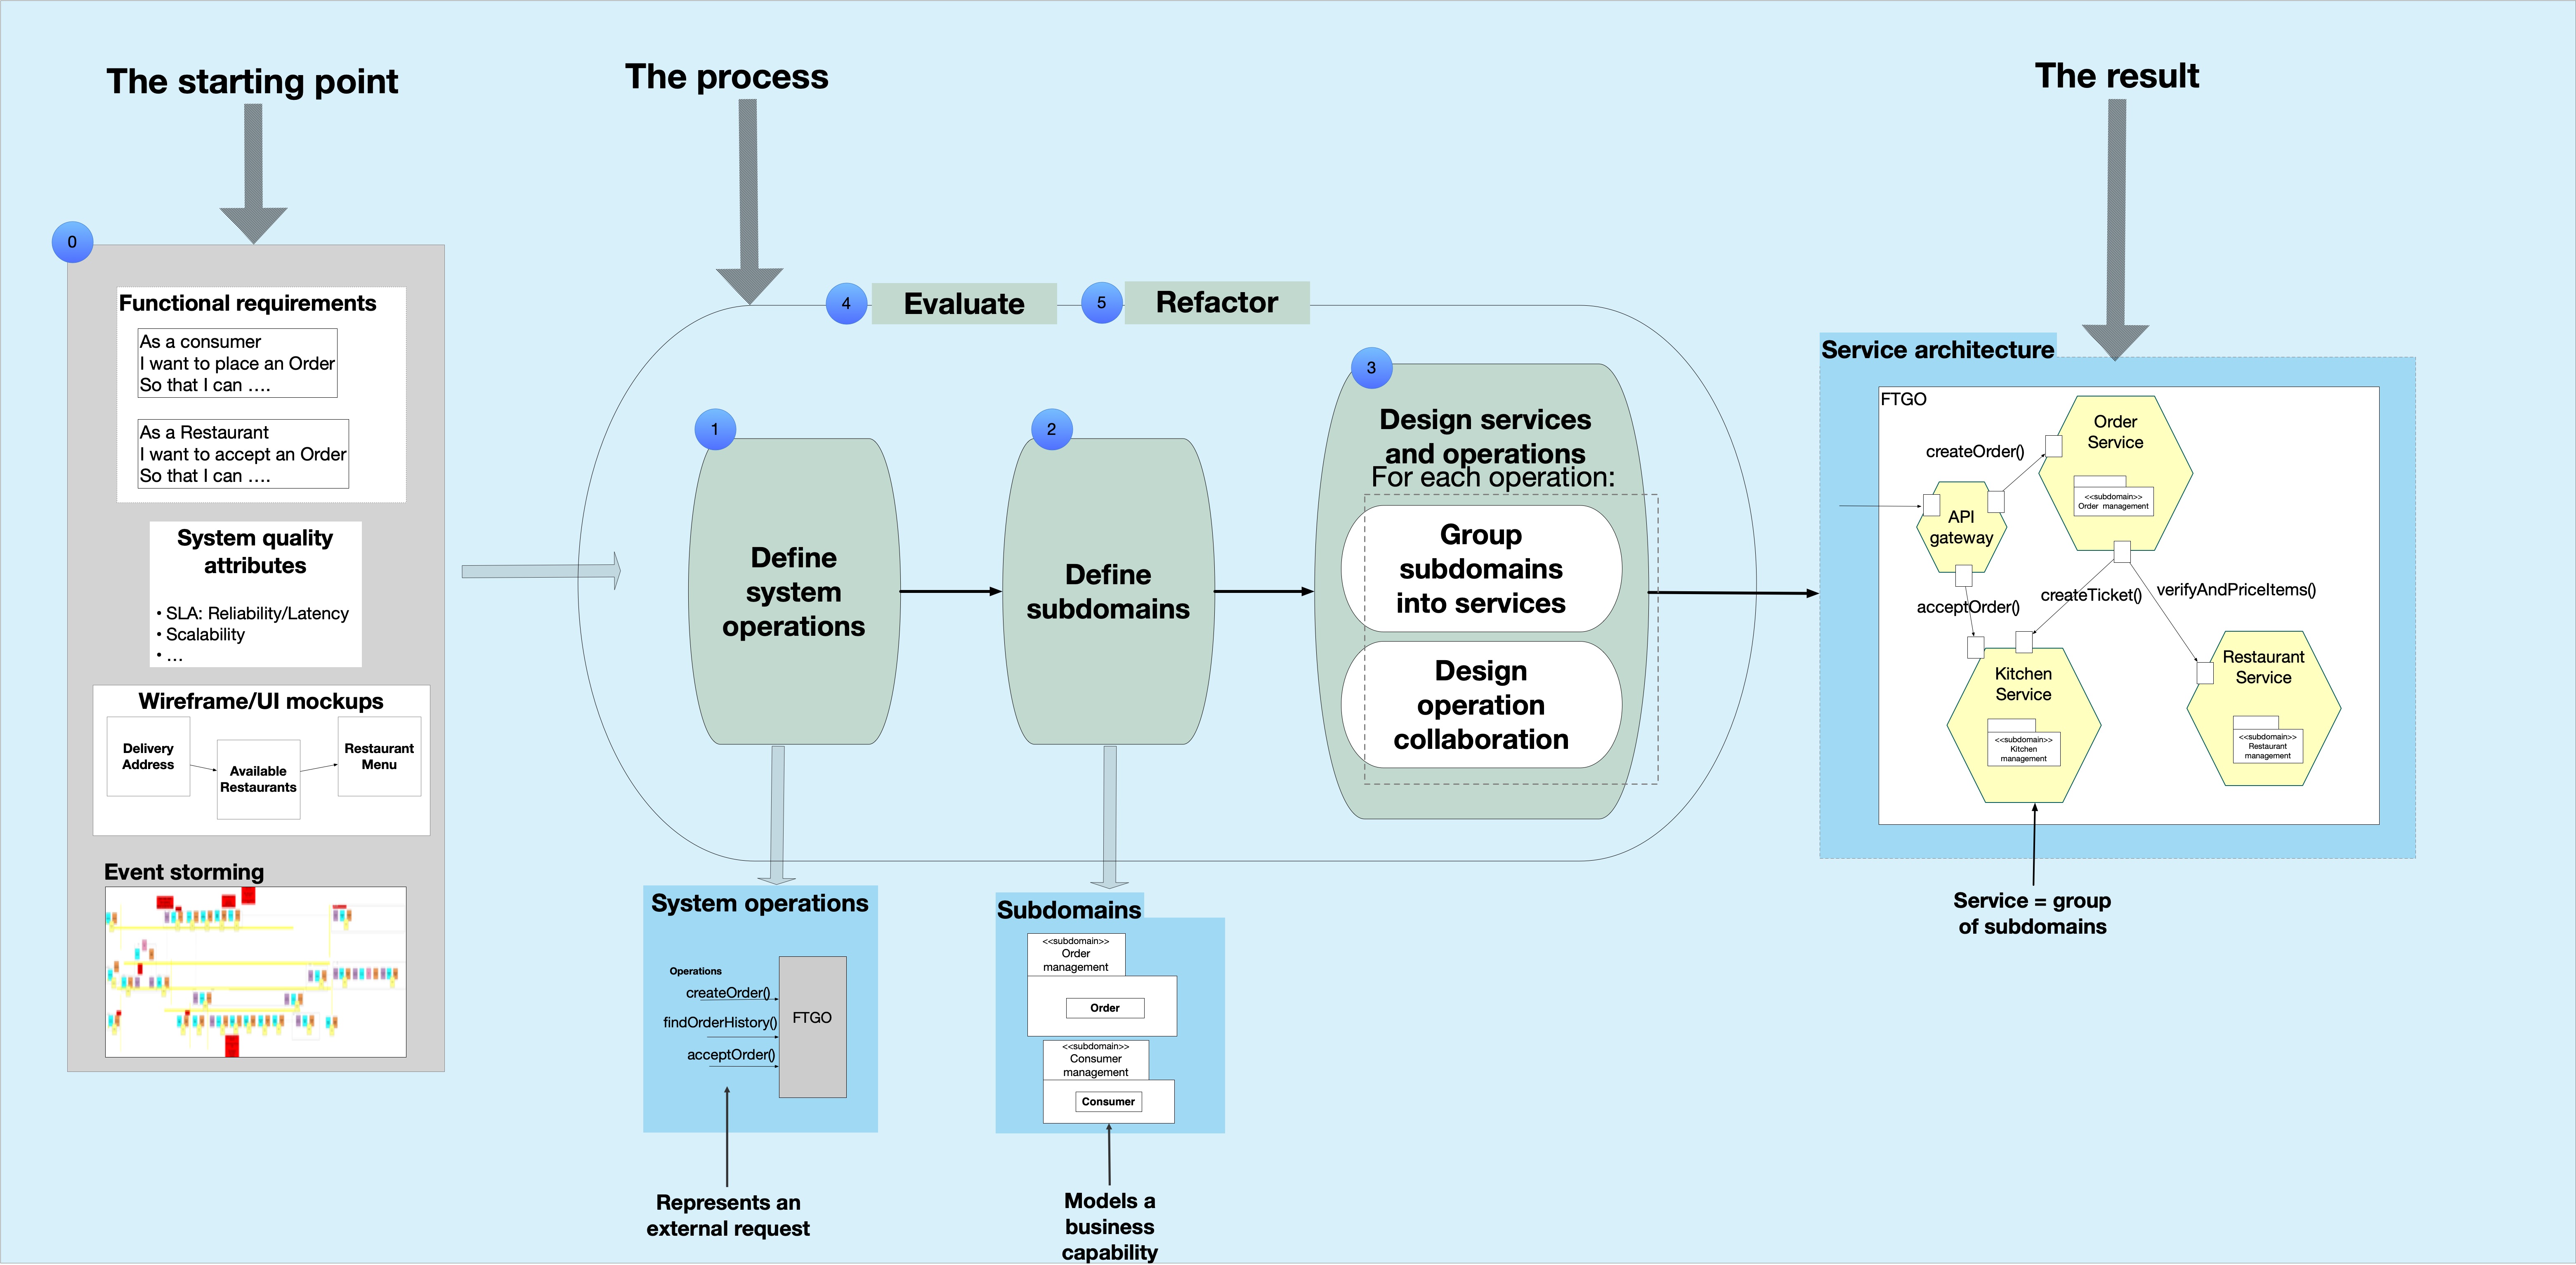 The starting point
The process
The result
0
Functional requirements
As a consumer
I want to place an Order
So that I can ....
As a Restaurant
I want to accept an Order
So that I can ....
System quality
attributes
• SLA: Reliability/Latency
• Scalability
• ...
Wireframe/UI mockups
Delivery
Address
Available
Restaurants
Restaurant
Menu
Event storming
4
Evaluate
5
Refactor
1
Define
system
operations
2
Define
subdomains
3
Design services
and operations
For each operation:
Group
subdomains
into services
Design
operation
collaboration
System operations
Operations
createOrder()
findOrderHistory()
acceptOrder()
FTGO
Represents an
external request
Subdomains
<<subdomain>>
Order
management
Order
<<subdomain>>
Consumer
management
Consumer
Models a
business
capability
Service architecture
FTGO
Order
Service
<<subdomain>>
Order management
createOrder()
API
gateway
acceptOrder()
createTicket()
verifyAndPriceItems()
Kitchen
Service
<<subdomain>>
Kitchen
management
Restaurant
Service
<<subdomain>>
Restaurant
management
Service = group
of subdomains